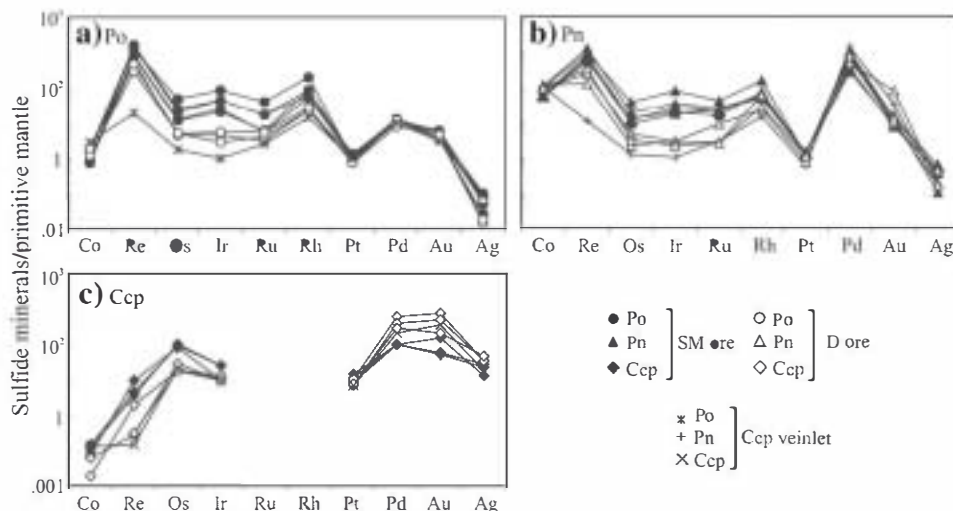 Sulfide minerals/primitive mantle
10³
10²
1
.01
a) Po
Co Re Os Ir Ru Rh Pt Pd Au Ag
b) Pn
Co Re Os Ir Ru Rh Pt Pd Au Ag
10³
10²
1
.001
c) Ccp
Co Re Os Ir Ru Rh Pt Pd Au Ag
Po
Pn
Ccp
SM ore
Po
Pn
Ccp
D ore
Po
Pn
Ccp
Ccp veinlet